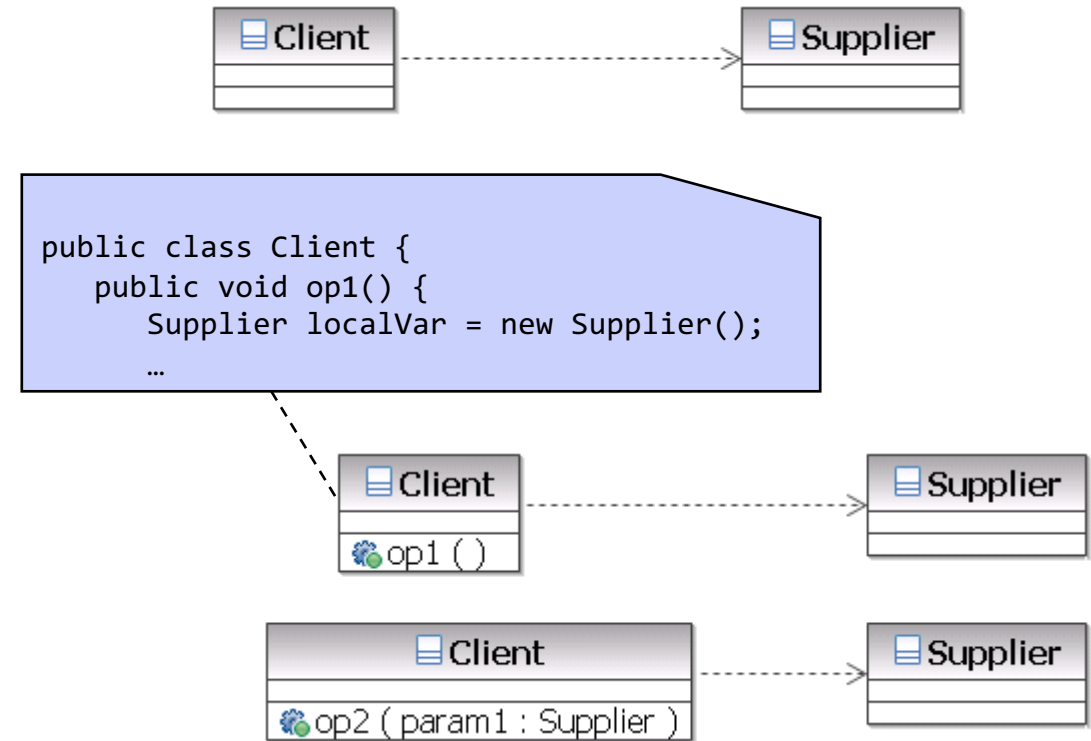 Client Supplier
public class Client {
public void op1() {
Supplier localVar = new Supplier();
…
Client Supplier
op1 ( )
Client Supplier
op2 ( param1 : Supplier )